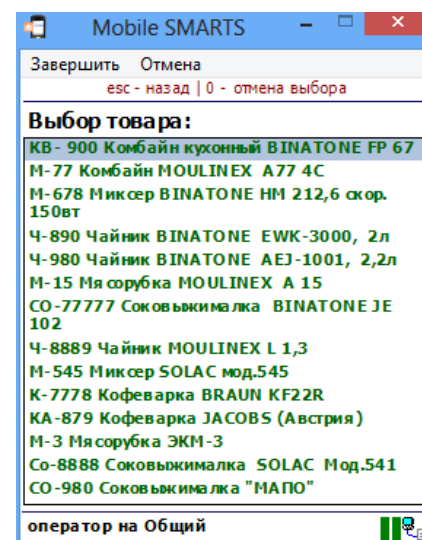 Mobile SMARTS
Завершить Отмена
esc - назад | 0 - отмена выбора
Выбор товара:
КВ- 900 Комбайн кухонный BINATONE FP 67
М-77 Комбайн MOULINEX A77 4C
М-678 Миксер BINATONE HM 212,6 скор.
150вт
Ч-890 Чайник BINATONE EWK-3000, 2л
Ч-980 Чайник BINATONE AEJ-1001, 2,2л
М-15 Мясорубка MOULINEX A 15
СО-77777 Соковыжималка BINATONE JE
102
Ч-8889 Чайник MOULINEX L 1,3
М-545 Миксер SOLAC мод.545
К-7778 Кофеварка BRAUN KF22R
КА-879 Кофеварка JACOBS (Австрия)
М-3 Мясорубка ЭКМ-3
Со-8888 Соковыжималка SOLAC Мод.541
СО-980 Соковыжималка "МАПО"
оператор на Общий